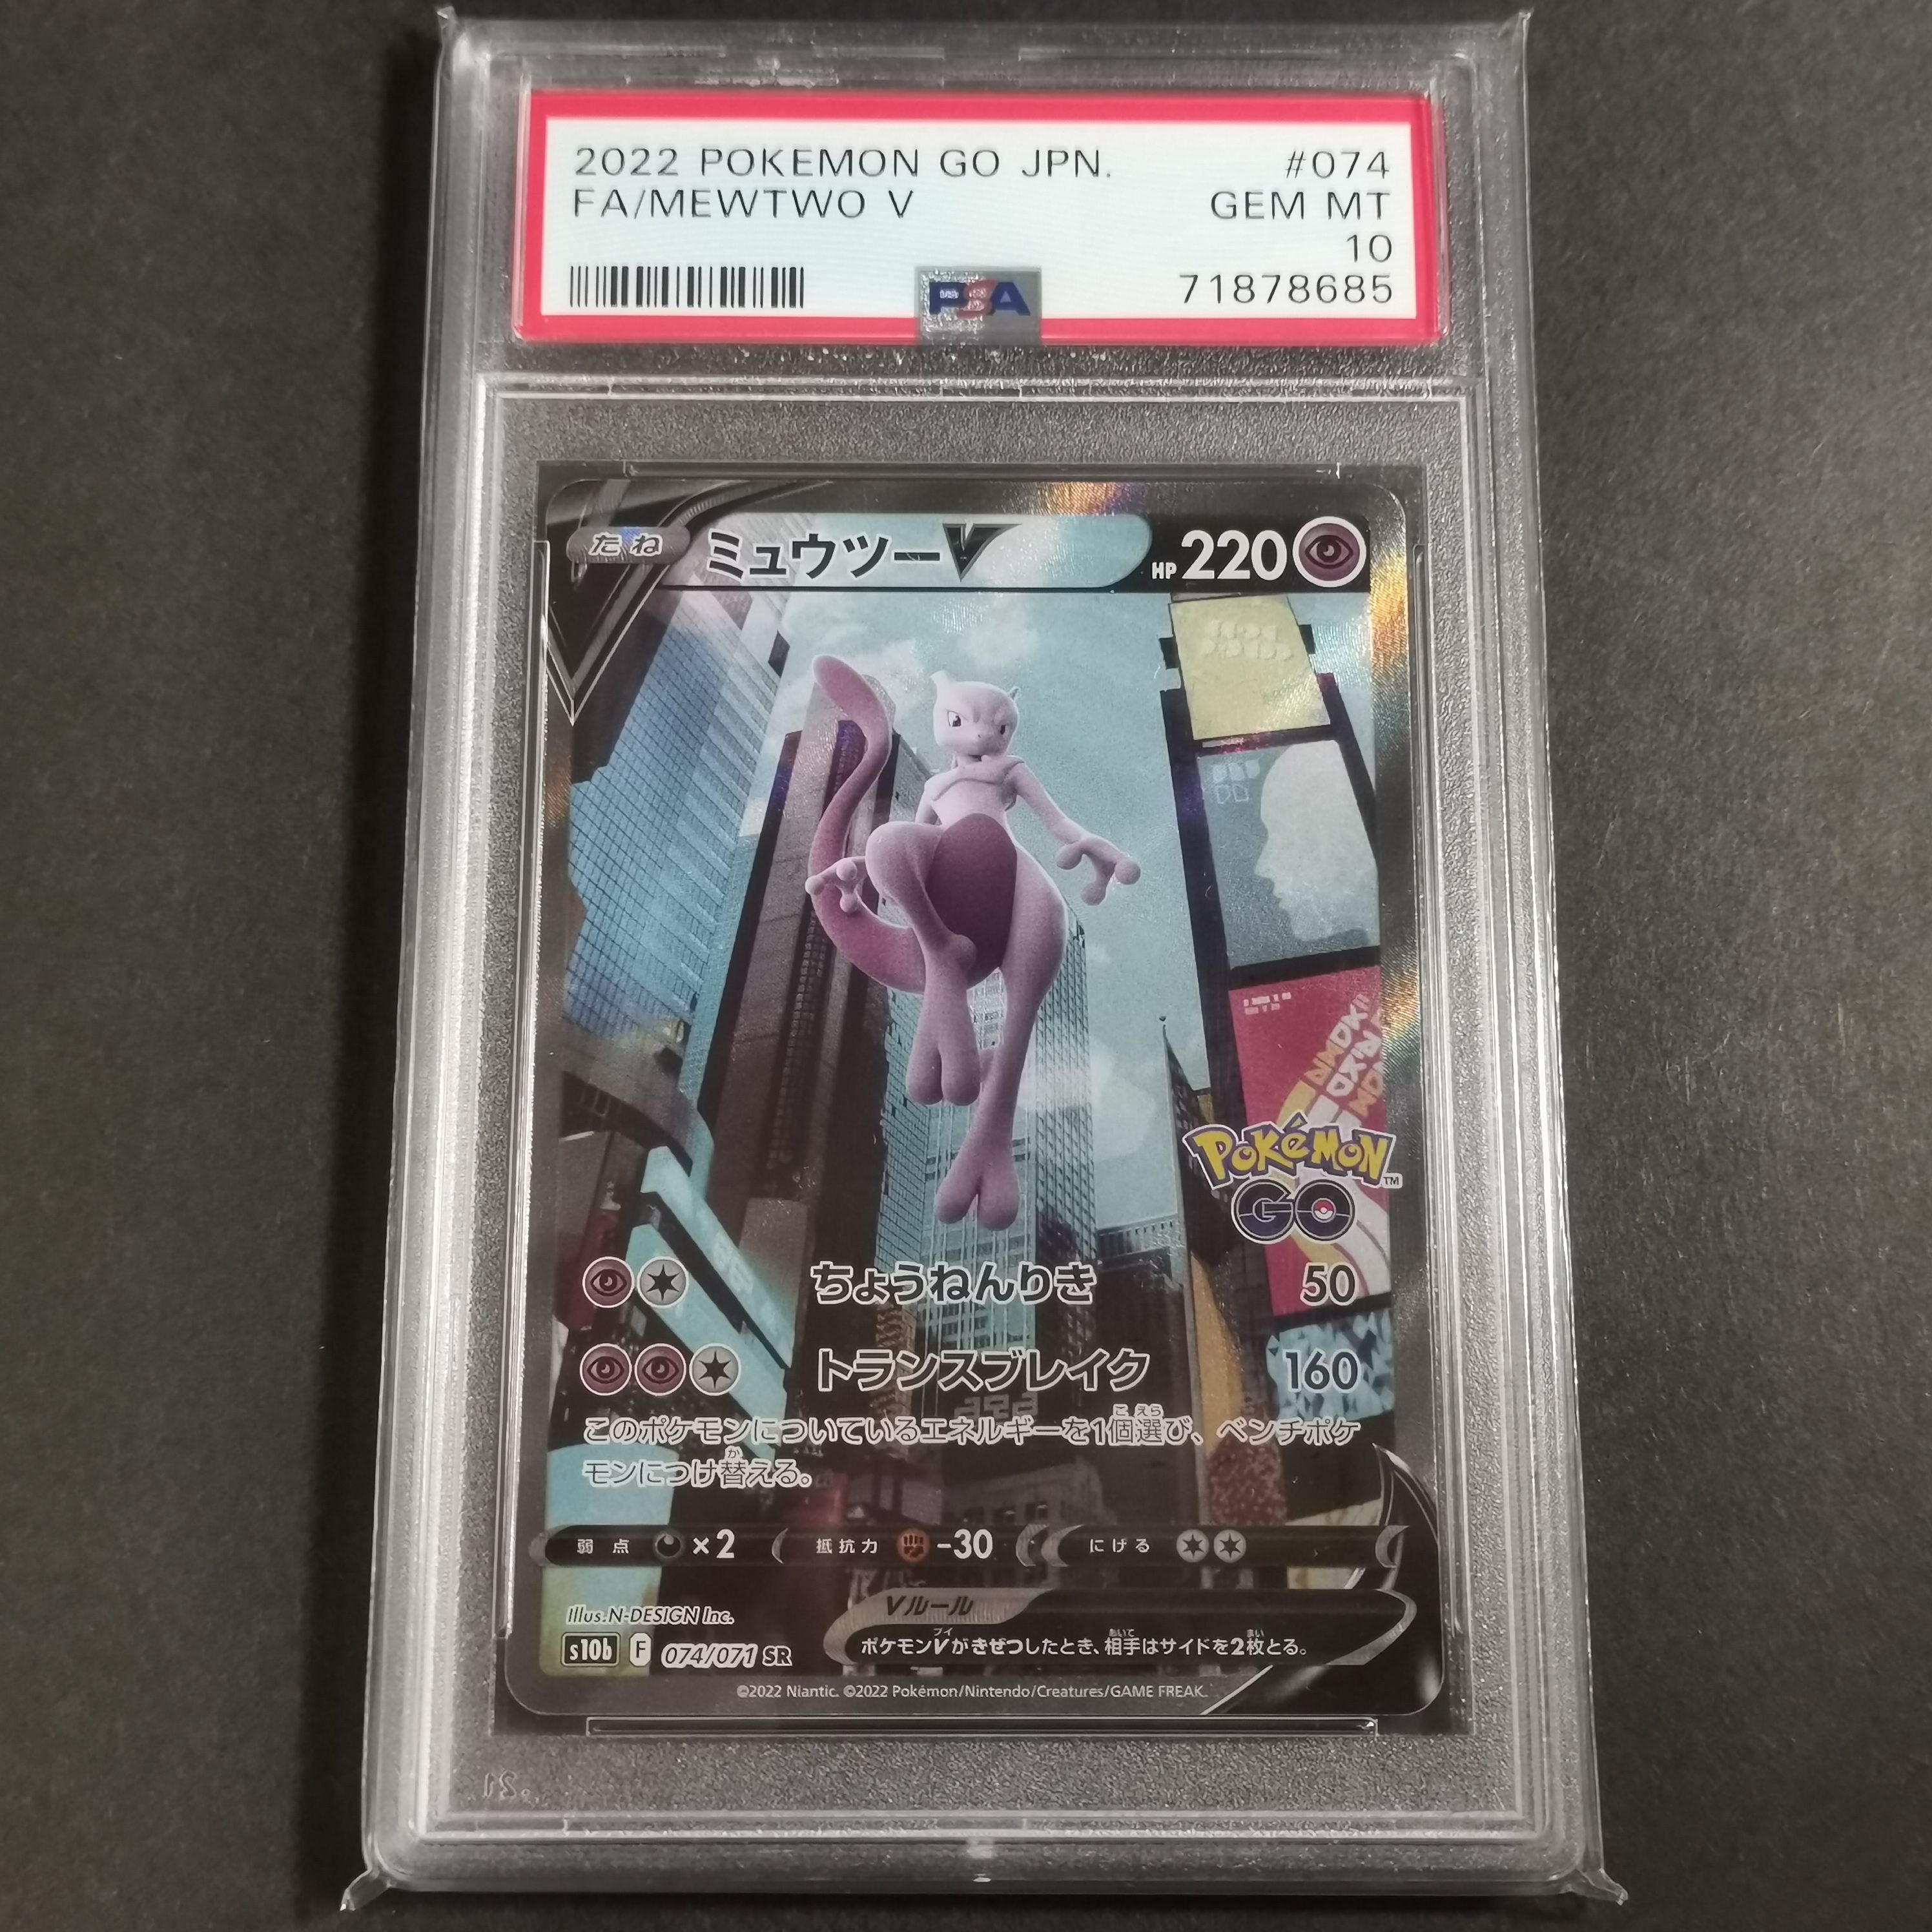 2022 POKEMON GO JPN. #074
FA/MEWTWO V GEM MT
10
71878685
PSA
たね ミュウツーV HP 220
Pokémon™
GO
ちょうねんりき 50
トランスブレイク 160
このポケモンについているエネルギーを1個選び、ベンチポケ
モンにつけ替える。
弱点 ×2 抵抗力 -30 にげる
Vルール
ポケモンVがきぜつしたとき、相手はサイドを2枚とる。
Illus.N-DESIGN Inc.
s10b F 074/071 SR
©2022 Niantic. ©2022 Pokémon/Nintendo/Creatures/GAME FREAK.